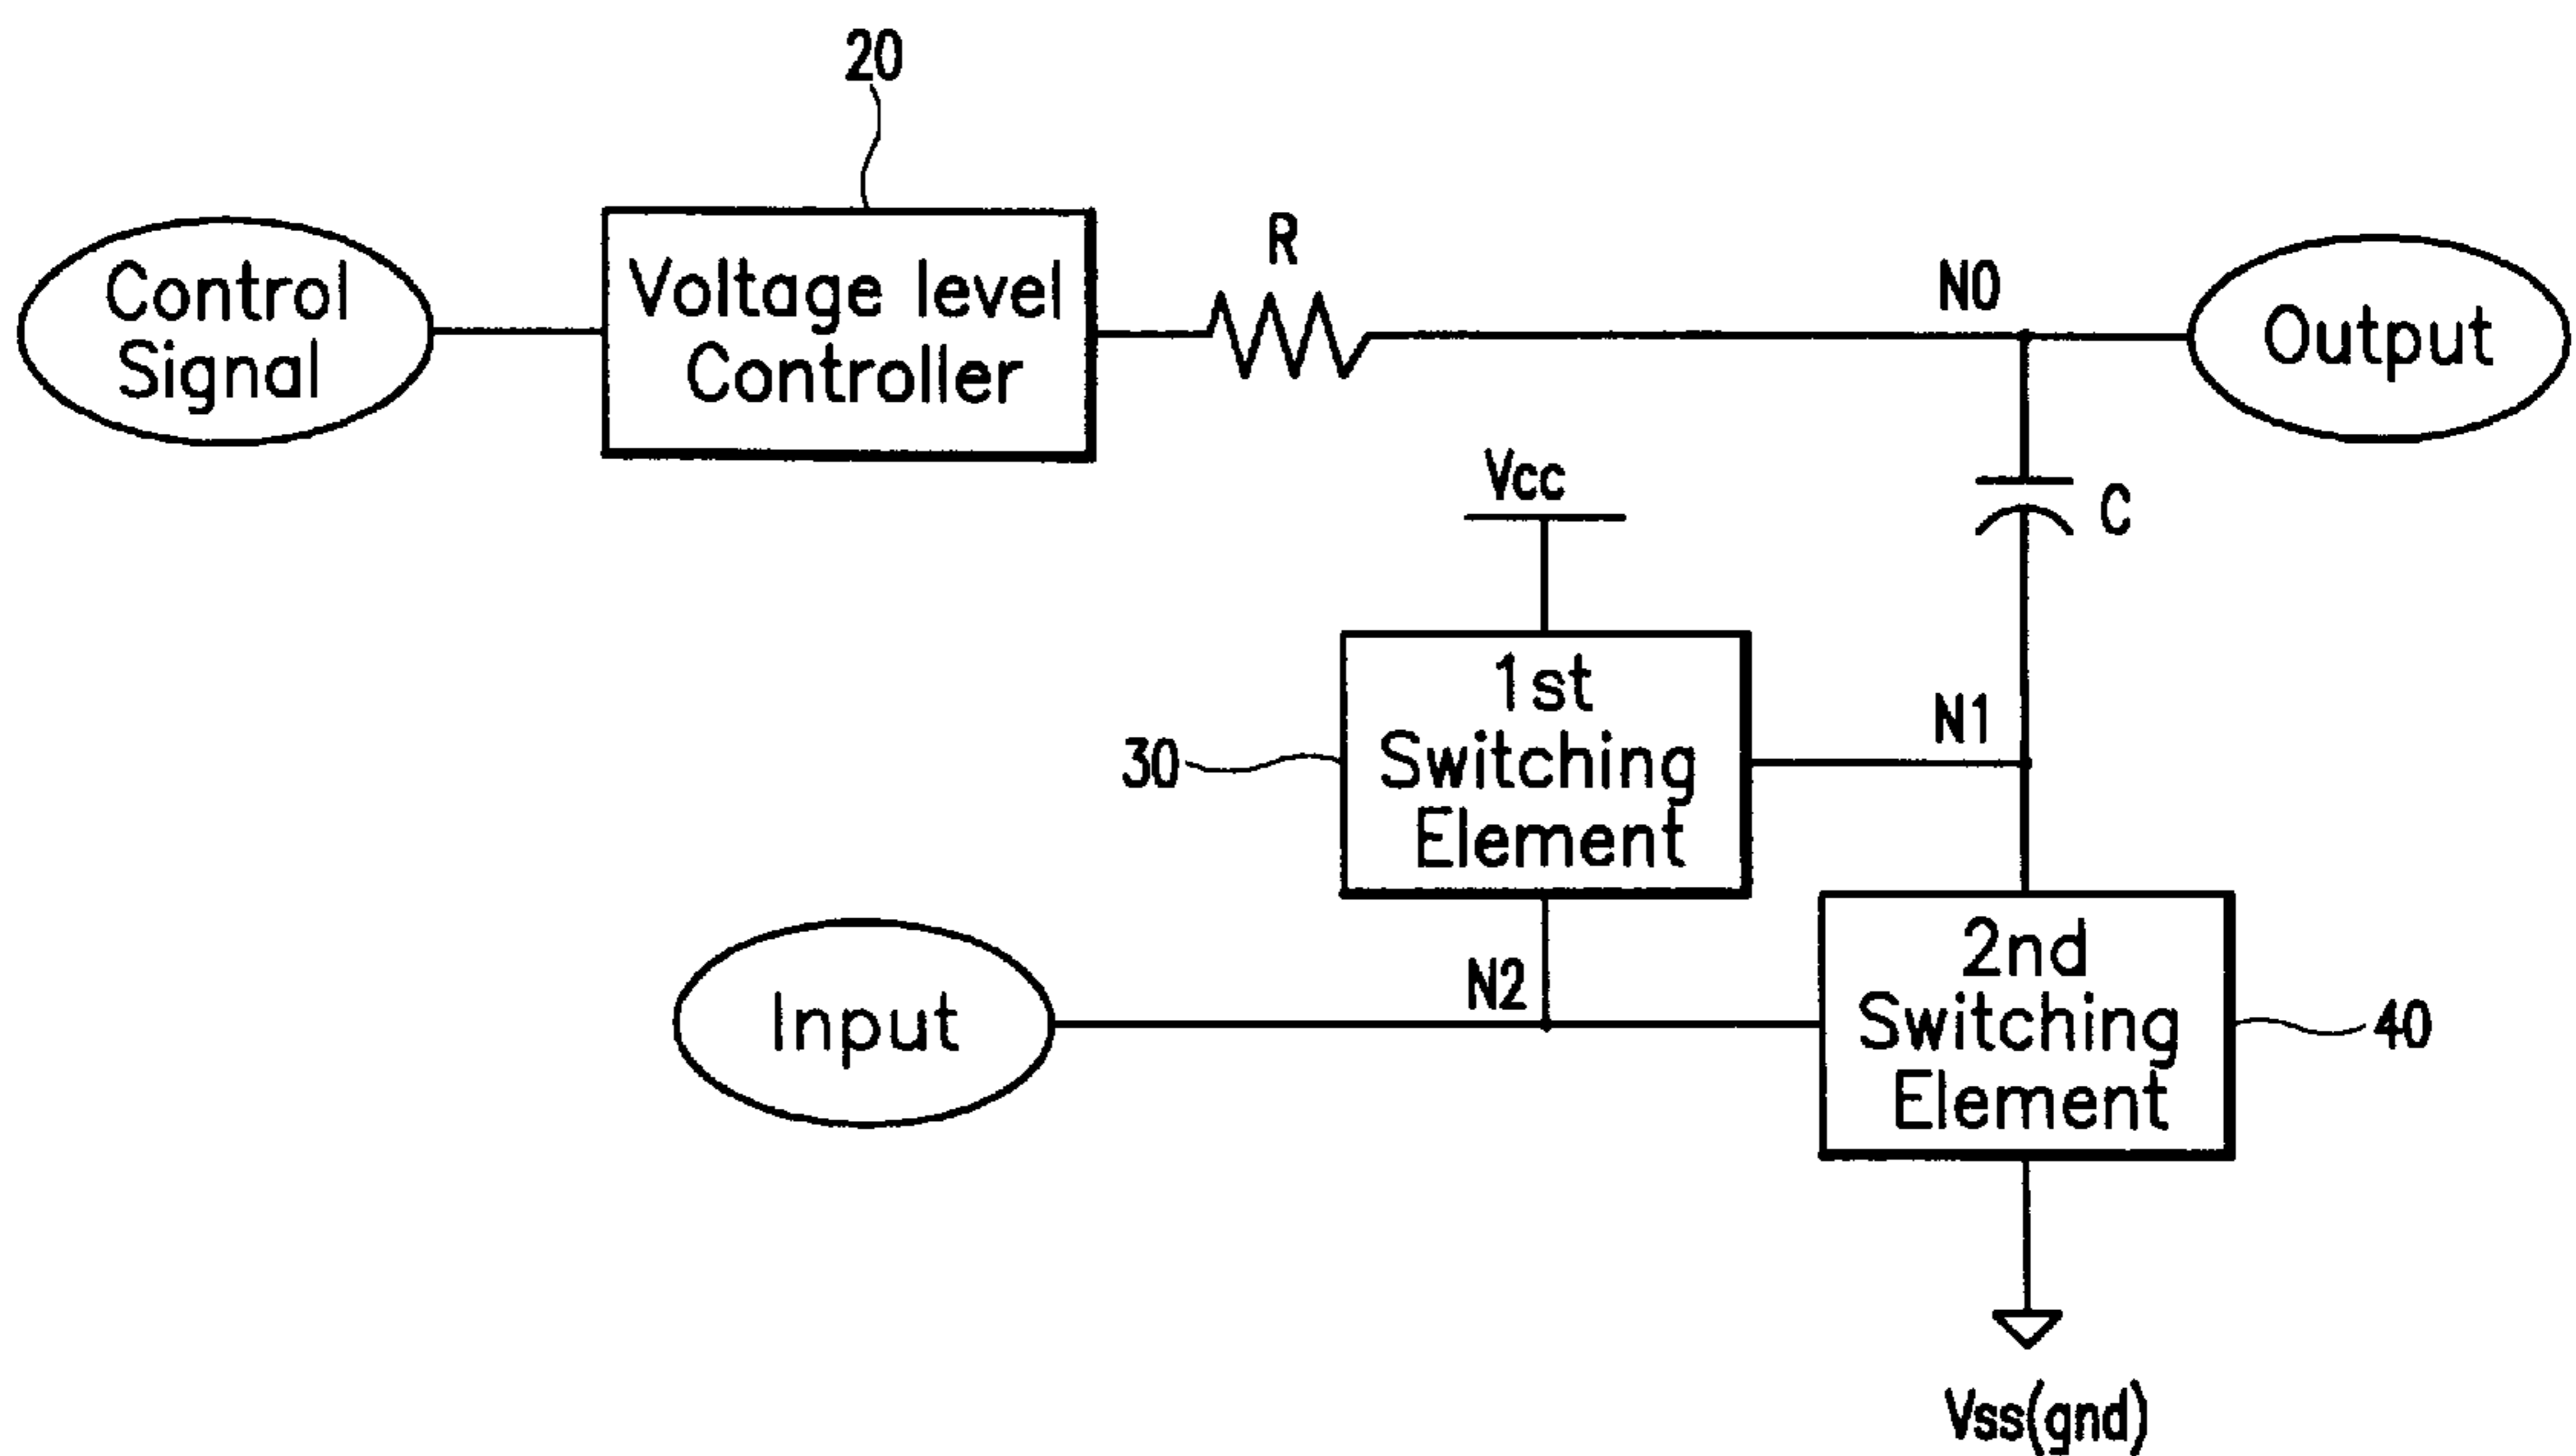 20
Control
Signal
Voltage level
Controller
R
N0
Output
Vcc
C
1st
Switching
Element
30
N1
Input
N2
2nd
Switching
Element
40
Vss(gnd)